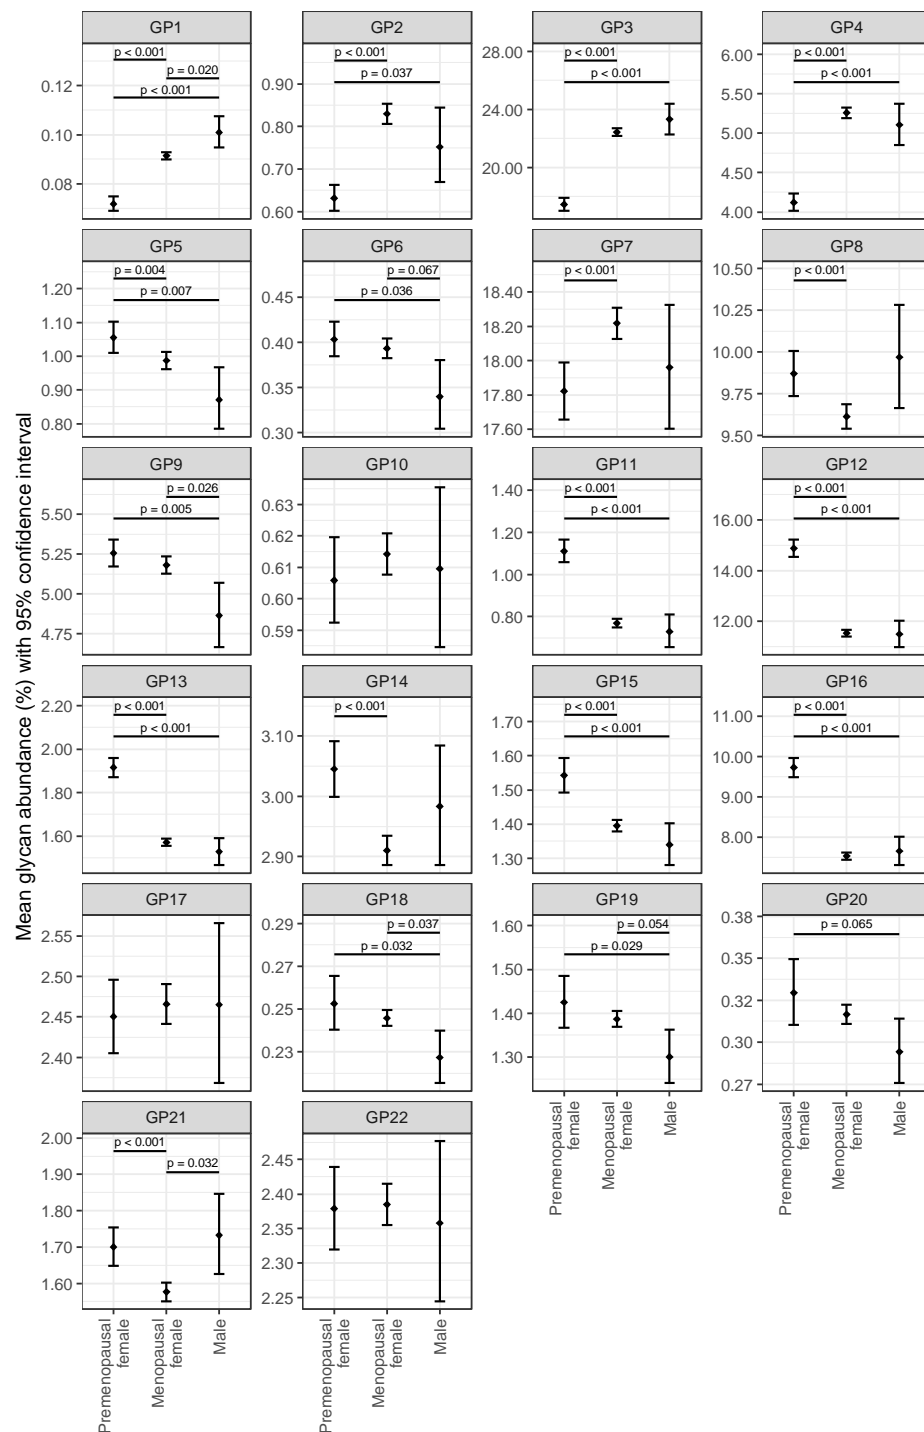 Mean glycan abundance (%) with 95% confidence interval
GP1
p < 0.001
p = 0.020
p < 0.001
0.12
0.10
0.08
GP2
p < 0.001
p = 0.037
0.90
0.80
0.70
0.60
GP3
p < 0.001
p < 0.001
28.00
24.00
20.00
GP4
p < 0.001
p < 0.001
6.00
5.50
5.00
4.50
4.00
GP5
p = 0.004
p = 0.007
1.20
1.10
1.00
0.90
0.80
GP6
p = 0.067
p = 0.036
0.45
0.40
0.35
0.30
GP7
p < 0.001
18.40
18.20
18.00
17.80
17.60
GP8
p < 0.001
10.50
10.25
10.00
9.75
9.50
GP9
p = 0.026
p = 0.005
5.50
5.25
5.00
4.75
GP10
0.63
0.62
0.61
0.60
0.59
GP11
p < 0.001
p < 0.001
1.40
1.20
1.00
0.80
GP12
p < 0.001
p < 0.001
16.00
14.00
12.00
GP13
p < 0.001
p < 0.001
2.20
2.00
1.80
1.60
GP14
p < 0.001
3.10
3.00
2.90
GP15
p < 0.001
p < 0.001
1.70
1.60
1.50
1.40
1.30
GP16
p < 0.001
p < 0.001
11.00
10.00
9.00
8.00
GP17
2.55
2.50
2.45
2.40
GP18
p = 0.037
p = 0.032
0.29
0.27
0.25
0.23
GP19
p = 0.054
p = 0.029
1.60
1.50
1.40
1.30
GP20
p = 0.065
0.38
0.35
0.32
0.30
0.27
GP21
p < 0.001
p = 0.032
2.00
1.90
1.80
1.70
1.60
GP22
2.45
2.40
2.35
2.30
2.25
Premenopausal
female
Menopausal
female
Male
Premenopausal
female
Menopausal
female
Male
Premenopausal
female
Menopausal
female
Male
Premenopausal
female
Menopausal
female
Male